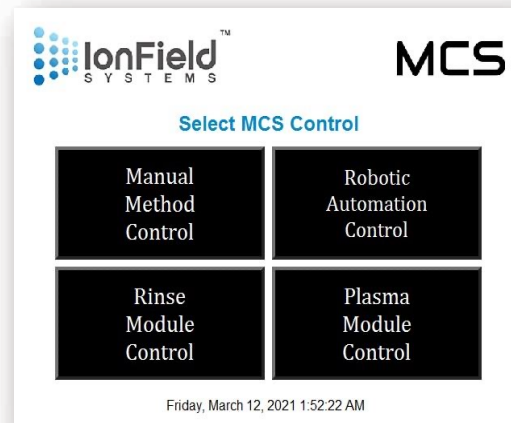 IonField™
SYSTEMS
MCS
Select MCS Control
Manual
Method
Control
Robotic
Automation
Control
Rinse
Module
Control
Plasma
Module
Control
Friday, March 12, 2021 1:52:22 AM